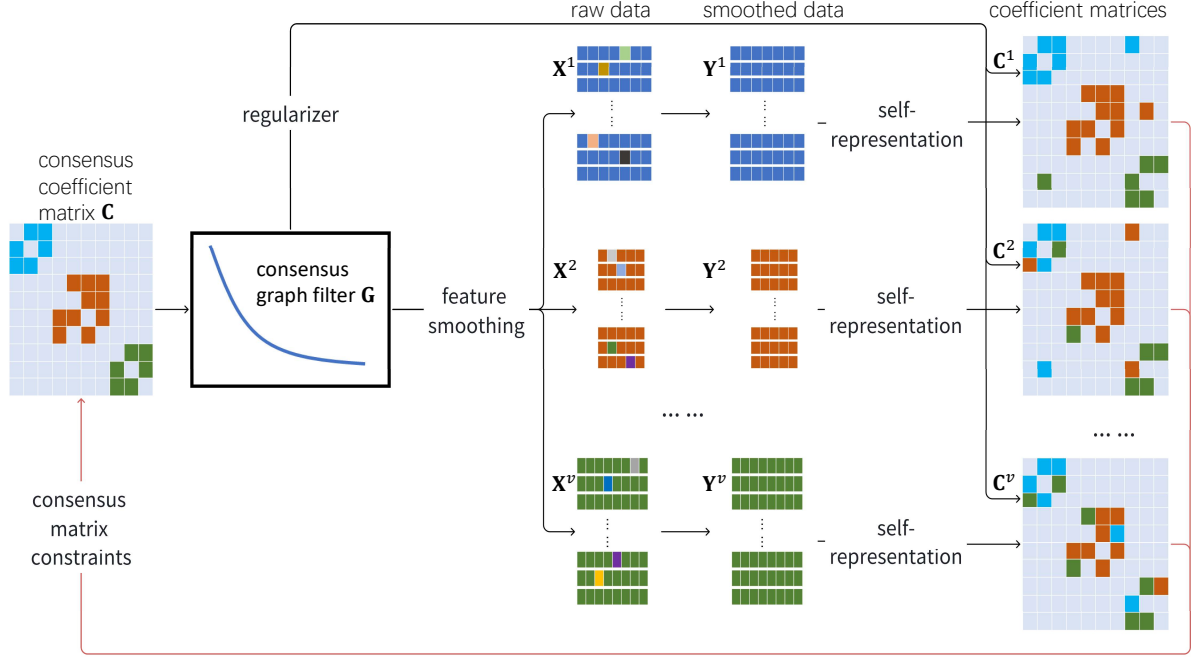 raw data
smoothed data
coefficient matrices
X¹
Y¹
C¹
regularizer
self-
representation
consensus
coefficient
matrix C
consensus
graph filter G
feature
smoothing
X²
Y²
C²
self-
representation
... ...
... ...
Xᵛ
Yᵛ
Cᵛ
consensus
matrix
constraints
self-
representation